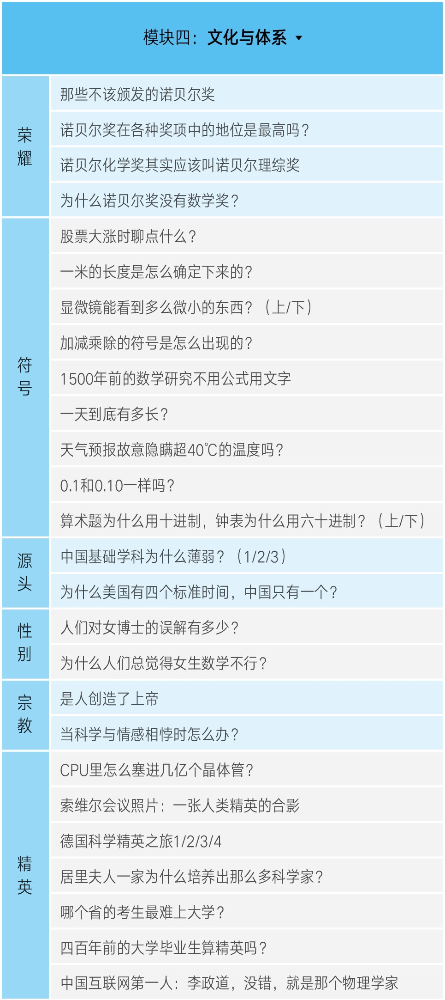 模块四：文化与体系
荣耀
那些不该颁发的诺贝尔奖
诺贝尔奖在各种奖项中的地位是最高吗？
诺贝尔化学奖其实应该叫诺贝尔理综奖
为什么诺贝尔奖没有数学奖？
符号
股票大涨时聊点什么？
一米的长度是怎么确定下来的？
显微镜能看到多么微小的东西？（上/下）
加减乘除的符号是怎么出现的？
1500年前的数学研究不用公式用文字
一天到底有多长？
天气预报故意隐瞒超40℃的温度吗？
0.1和0.10一样吗？
算术题为什么用十进制，钟表为什么用六十进制？（上/下）
源头
中国基础学科为什么薄弱？（1/2/3）
为什么美国有四个标准时间，中国只有一个？
性别
人们对女博士的误解有多少？
为什么人们总觉得女生数学不行？
宗教
是人创造了上帝
当科学与情感相悖时怎么办？
精英
CPU里怎么塞进几亿个晶体管？
索维尔会议照片：一张人类精英的合影
德国科学精英之旅1/2/3/4
居里夫人一家为什么培养出那么多科学家？
哪个省的考生最难上大学？
四百年前的大学毕业生算精英吗？
中国互联网第一人：李政道，没错，就是那个物理学家